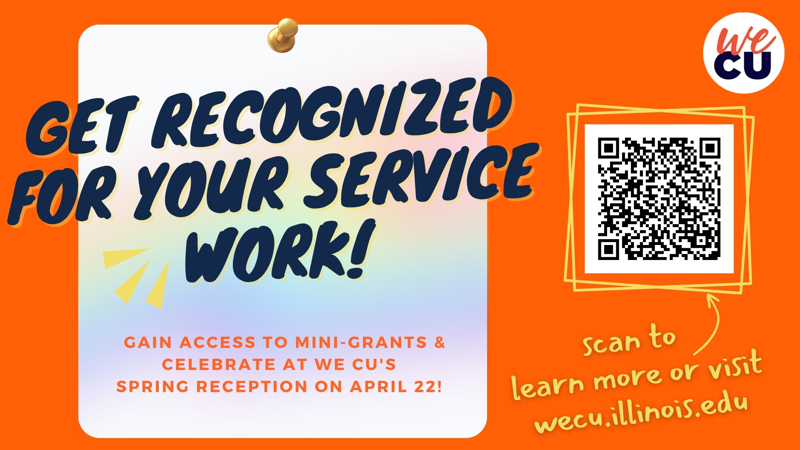 GET RECOGNIZED
FOR YOUR SERVICE
WORK!
GAIN ACCESS TO MINI-GRANTS &
CELEBRATE AT WE CU'S
SPRING RECEPTION ON APRIL 22!
we
CU
scan to
learn more or visit
wecu.illinois.edu